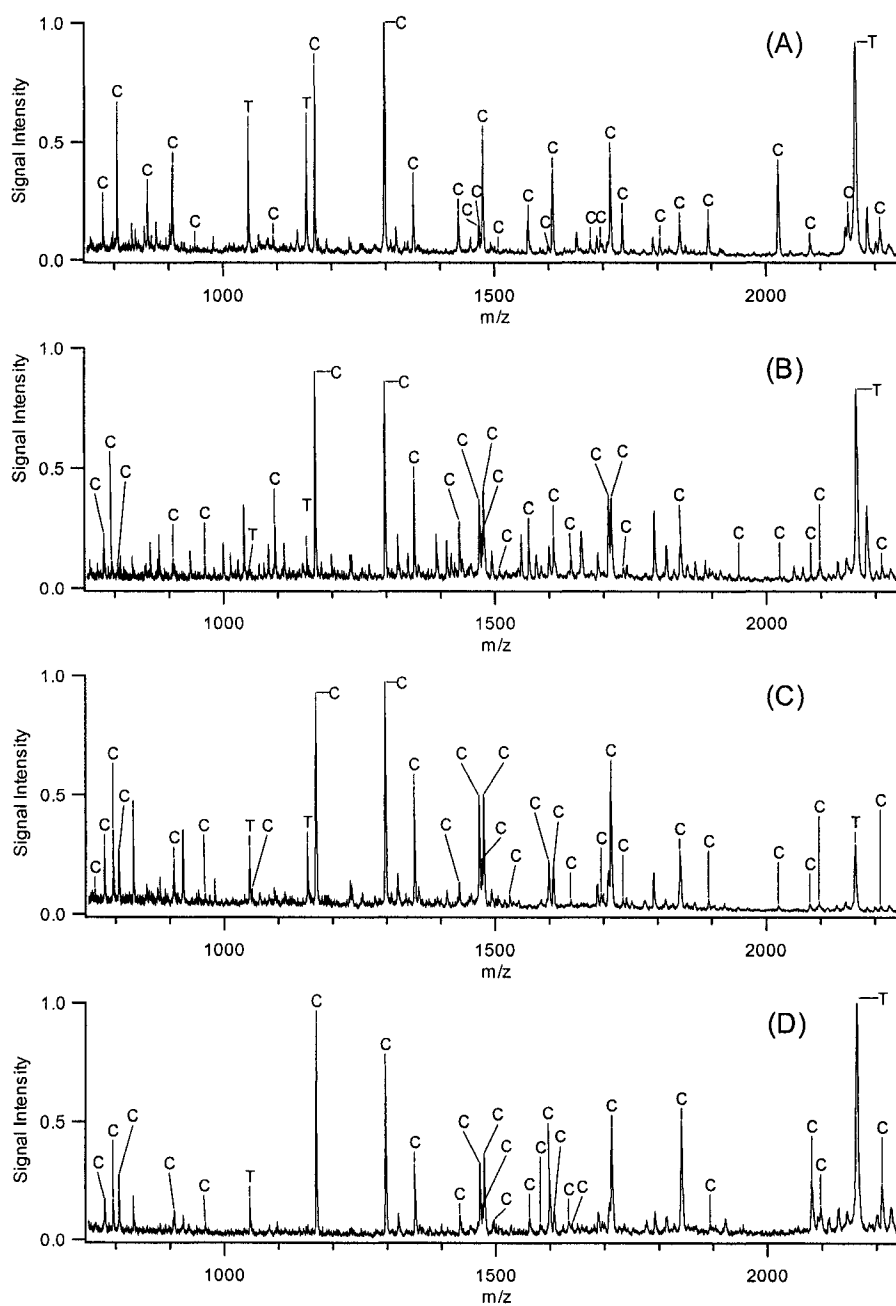 (A)
1.0
0.5
0.0
Signal Intensity
C C C C C T C T C C C C C C C C C C C C C C C C C C C C C T C
1000 1500 2000
m/z
(B)
1.0
0.5
0.0
Signal Intensity
C C C C C T C T C C C C C C C C C C C C C C C C C C C T C
1000 1500 2000
m/z
(C)
1.0
0.5
0.0
Signal Intensity
C C C C C C T C T C C C C C C C C C C C C C C C C C C C T C
1000 1500 2000
m/z
(D)
1.0
0.5
0.0
Signal Intensity
C C C C C T C C C C C C C C C C C C C C C C C C C T C
1000 1500 2000
m/z